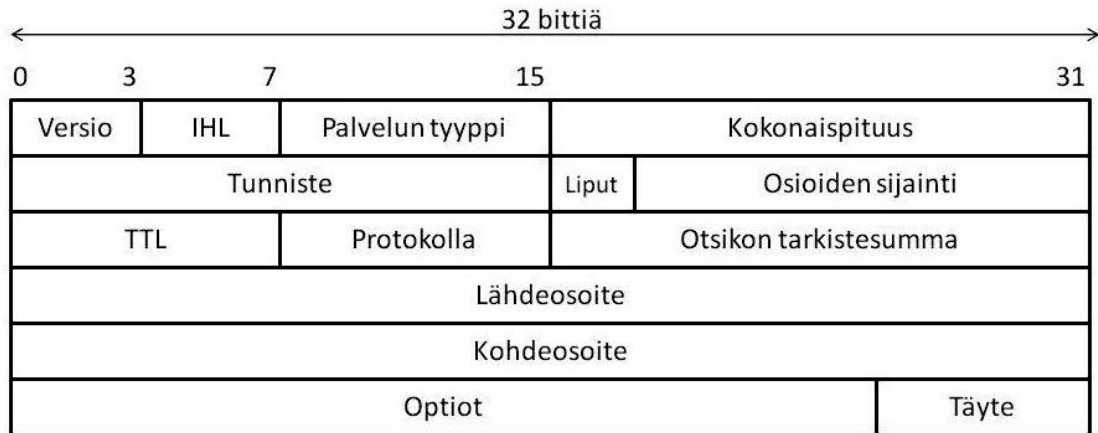 32 bittiä
0 3 7 15 31
Versio IHL Palvelun tyyppi Kokonaispituus
Tunniste Liput Osioiden sijainti
TTL Protokolla Otsikon tarkistesumma
Lähdeosoite
Kohdeosoite
Optiot Täyte